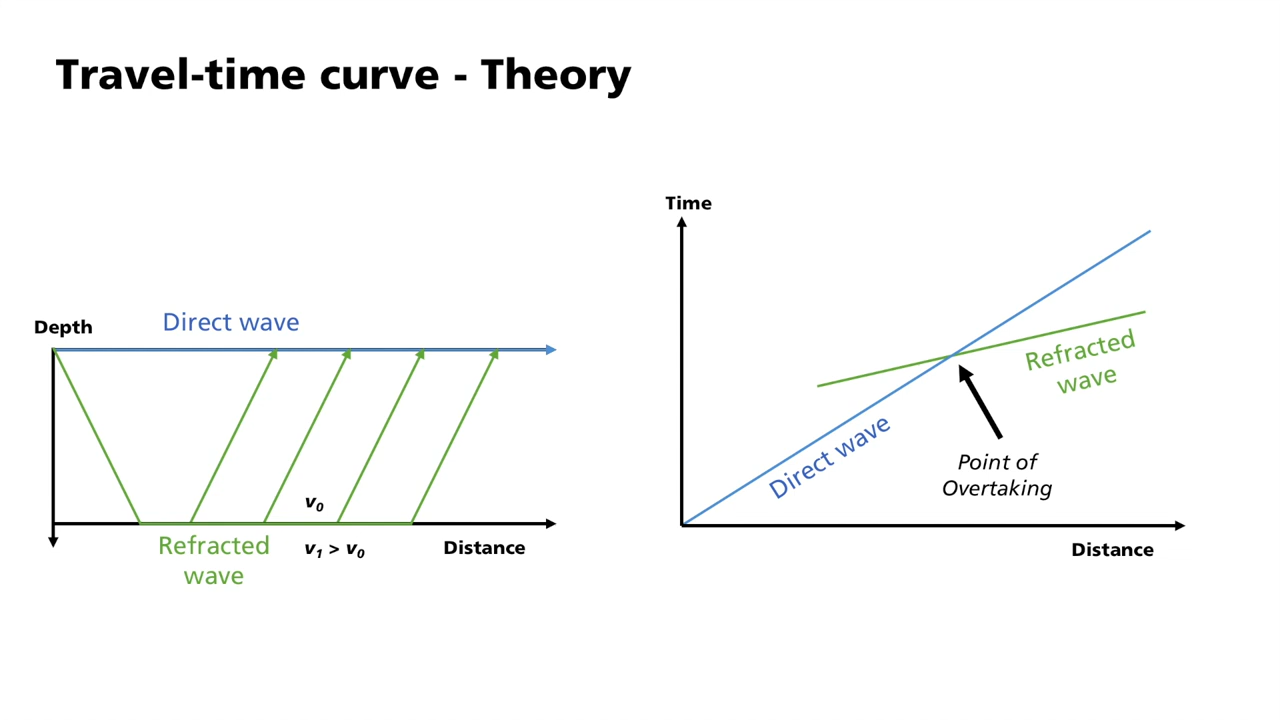 Travel-time curve - Theory
Depth
Direct wave
v₀
v₁ > v₀
Refracted
wave
Distance
Time
Direct wave
Refracted
wave
Point of
Overtaking
Distance